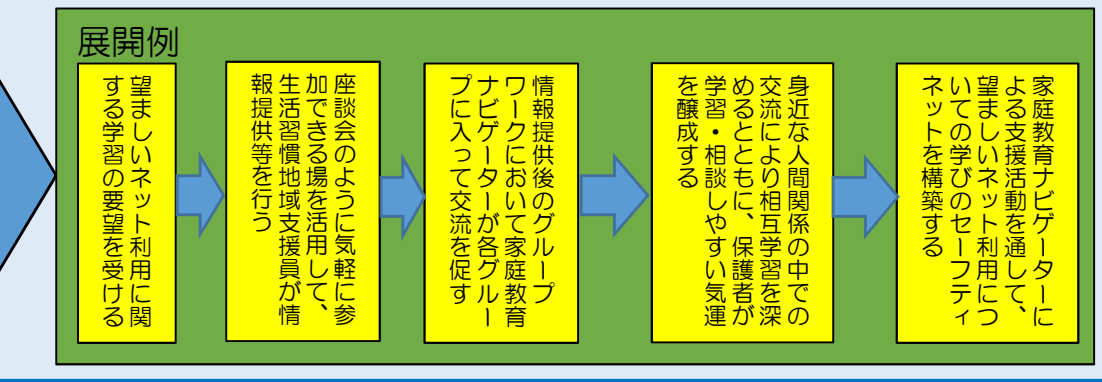 展開例
望ましいネット利用に関
する学習の要望を受ける
座談会のように気軽に参
加できる場を活用して、
生活習慣地域支援員が情
報提供等を行う
情報提供後のグループ
ワークにおいて家庭教育
ナビゲーターが各グルー
プに入って交流を促す
身近な人間関係の中での
交流により相互学習を深
めるとともに、保護者が
学習・相談しやすい気運
を醸成する
家庭教育ナビゲーターに
よる支援活動を通して、
望ましいネット利用につ
いての学びのセーフティ
ネットを構築する